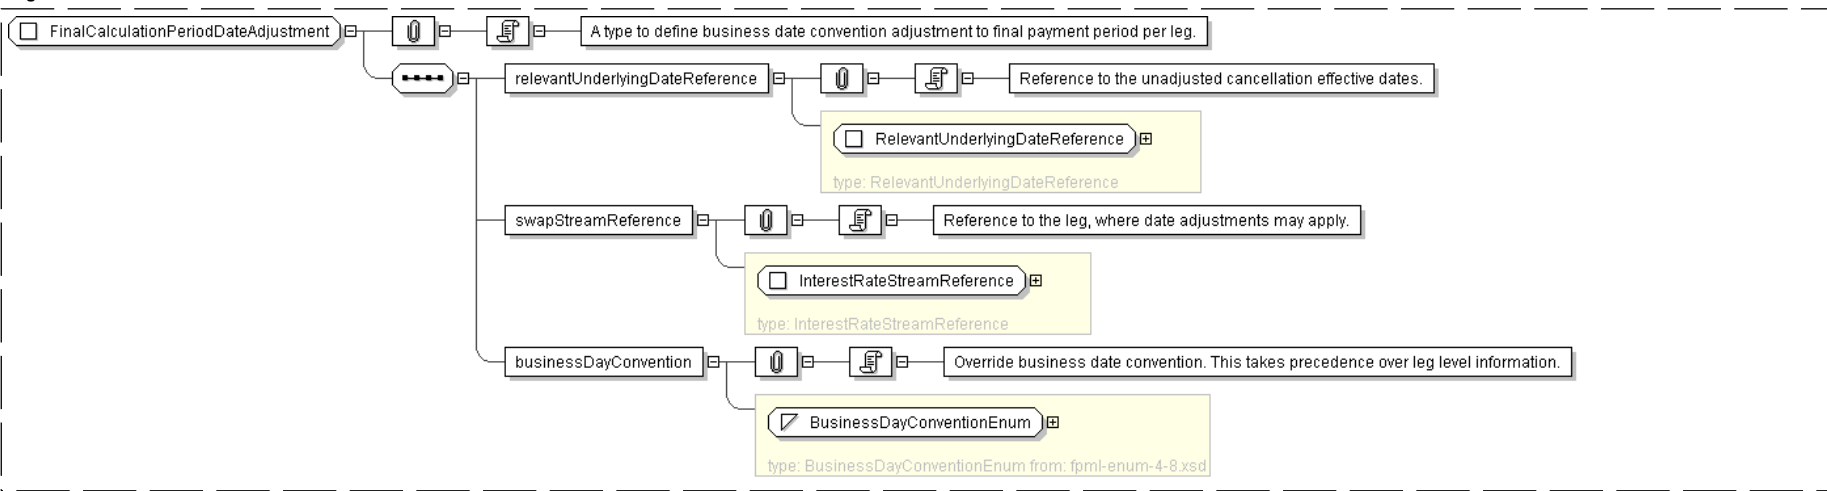 FinalCalculationPeriodDateAdjustment
A type to define business date convention adjustment to final payment period per leg.
relevantUnderlyingDateReference
Reference to the unadjusted cancellation effective dates.
RelevantUnderlyingDateReference
type: RelevantUnderlyingDateReference
swapStreamReference
Reference to the leg, where date adjustments may apply.
InterestRateStreamReference
type: InterestRateStreamReference
businessDayConvention
Override business date convention. This takes precedence over leg level information.
BusinessDayConventionEnum
type: BusinessDayConventionEnum from: fpml-enum-4-8.xsd